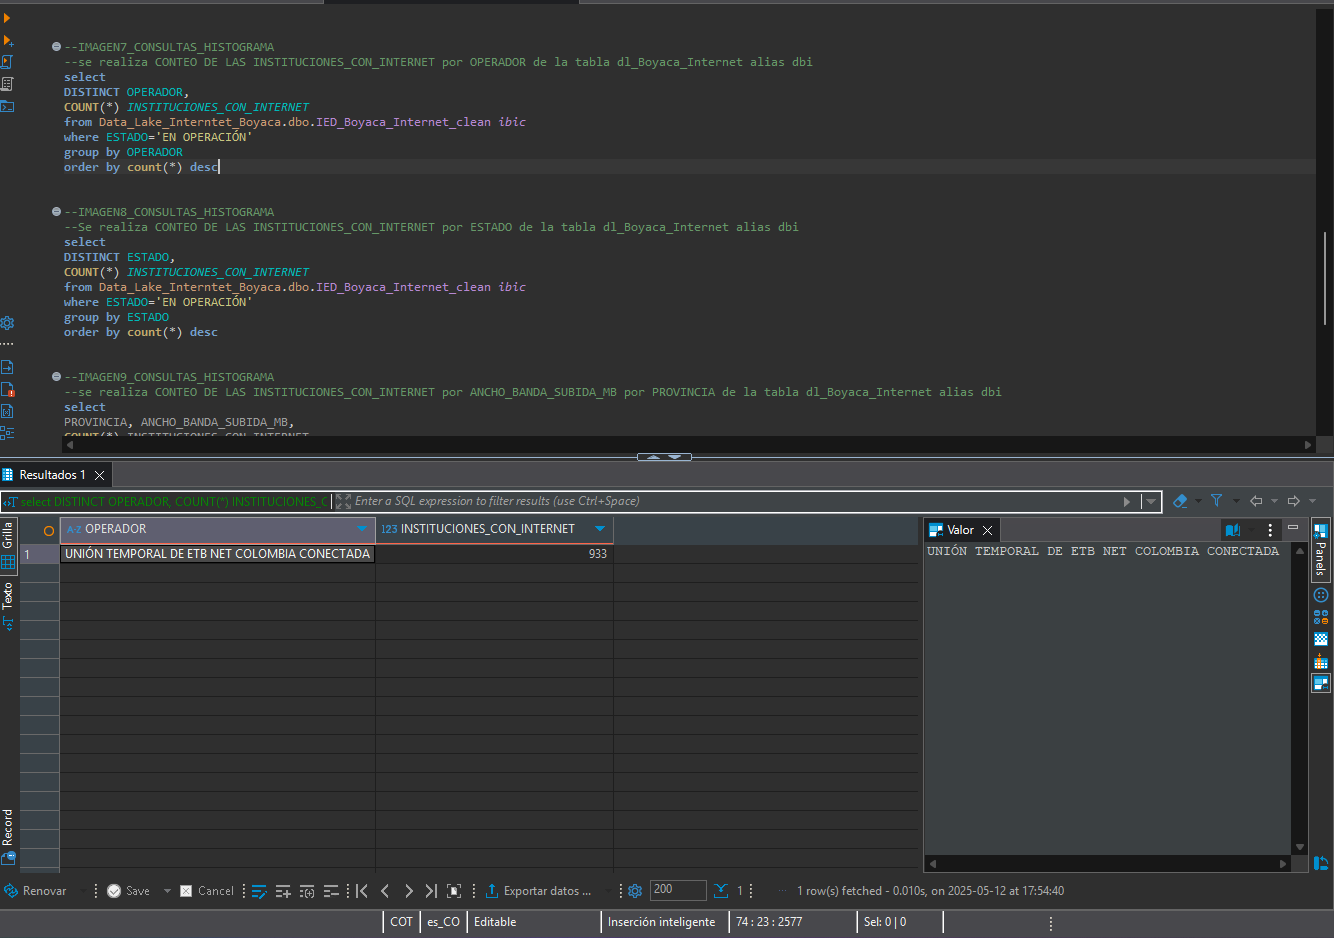 --IMAGEN7_CONSULTAS_HISTOGRAMA
--se realiza CONTEO DE LAS INSTITUCIONES_CON_INTERNET por OPERADOR de la tabla dl_Boyaca_Internet alias dbi
select
DISTINCT OPERADOR,
COUNT(*) INSTITUCIONES_CON_INTERNET
from Data_Lake_Interntet_Boyaca.dbo.IED_Boyaca_Internet_clean ibic
where ESTADO='EN OPERACIÓN'
group by OPERADOR
order by count(*) desc
--IMAGEN8_CONSULTAS_HISTOGRAMA
--Se realiza CONTEO DE LAS INSTITUCIONES_CON_INTERNET por ESTADO de la tabla dl_Boyaca_Internet alias dbi
select
DISTINCT ESTADO,
COUNT(*) INSTITUCIONES_CON_INTERNET
from Data_Lake_Interntet_Boyaca.dbo.IED_Boyaca_Internet_clean ibic
where ESTADO='EN OPERACIÓN'
group by ESTADO
order by count(*) desc
--IMAGEN9_CONSULTAS_HISTOGRAMA
--se realiza CONTEO DE LAS INSTITUCIONES_CON_INTERNET por ANCHO_BANDA_SUBIDA_MB por PROVINCIA de la tabla dl_Boyaca_Internet alias dbi
select
PROVINCIA, ANCHO_BANDA_SUBIDA_MB,
COUNT(*) INSTITUCIONES_CON_INTERNET
Resultados 1
select DISTINCT OPERADOR, COUNT(*) INSTITUCIONES_C
Enter a SQL expression to filter results (use Ctrl+Space)
Grilla
Texto
Record
A-Z OPERADOR
123 INSTITUCIONES_CON_INTERNET
1
UNIÓN TEMPORAL DE ETB NET COLOMBIA CONECTADA
933
Valor
UNIÓN TEMPORAL DE ETB NET COLOMBIA CONECTADA
Panels
Renovar
Save
Cancel
Exportar datos ...
200
1
1 row(s) fetched - 0.010s, on 2025-05-12 at 17:54:40
COT
es_CO
Editable
Inserción inteligente
74 : 23 : 2577
Sel: 0 | 0